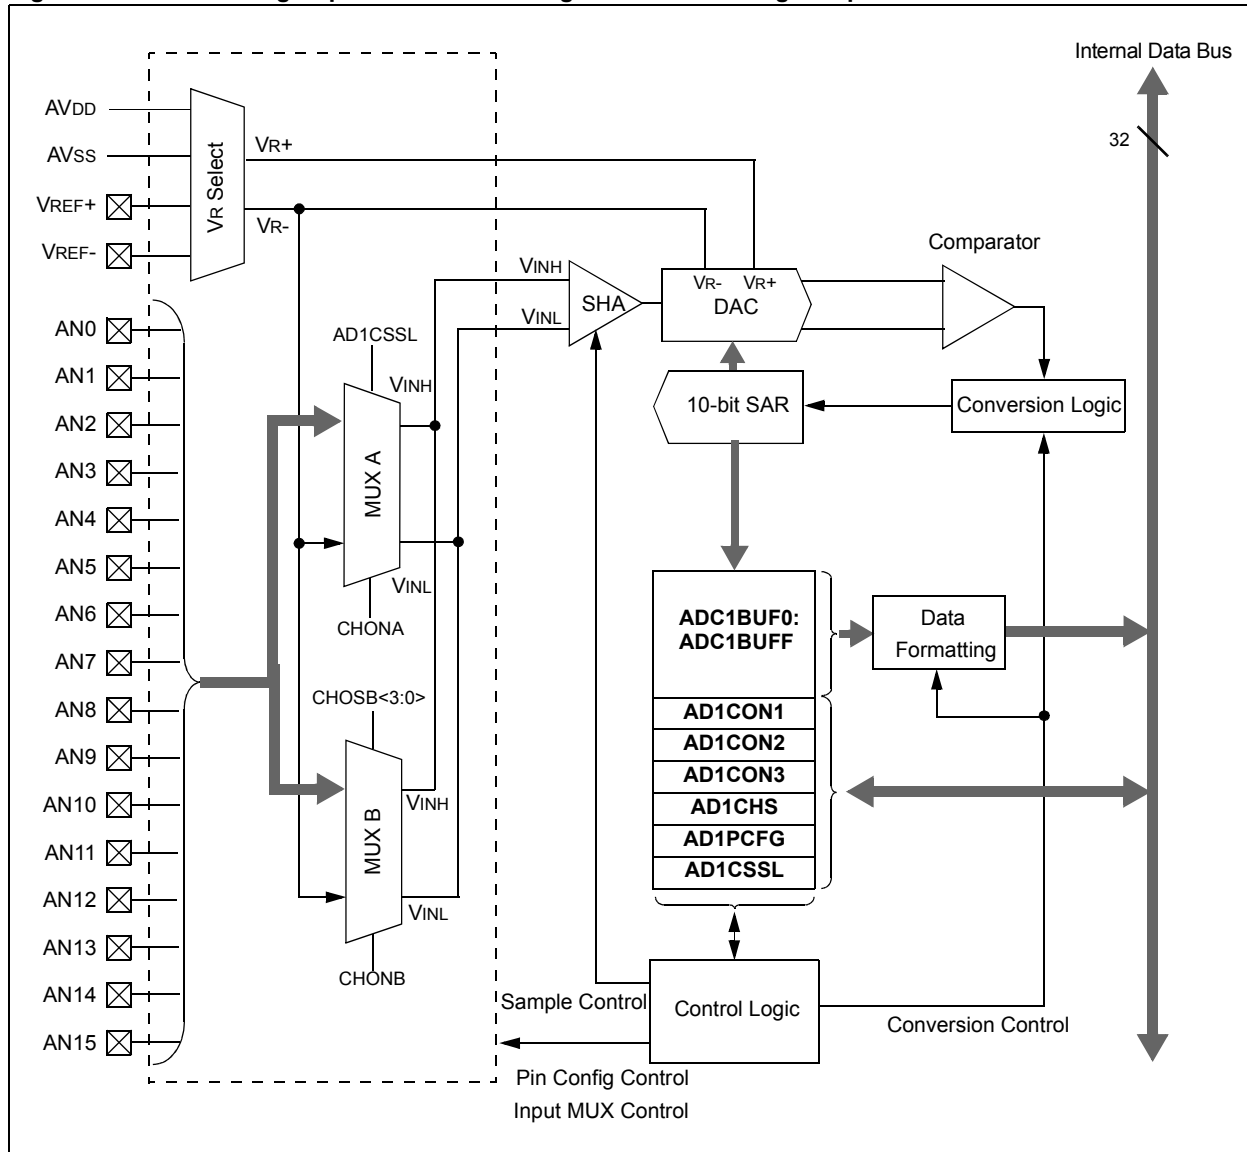 Internal Data Bus
32
AVDD
AVSS
VREF+
VREF-
VR Select
VR+
VR-
AN0
AN1
AN2
AN3
AN4
AN5
AN6
AN7
AN8
AN9
AN10
AN11
AN12
AN13
AN14
AN15
AD1CSSL
VINH
MUX A
VINL
CHONA
CHOSB<3:0>
VINH
MUX B
VINL
CHONB
VINH
VINL
SHA
VR- VR+
DAC
Comparator
10-bit SAR
Conversion Logic
ADC1BUF0:
ADC1BUFF
Data
Formatting
AD1CON1
AD1CON2
AD1CON3
AD1CHS
AD1PCFG
AD1CSSL
Sample Control
Control Logic
Conversion Control
Pin Config Control
Input MUX Control